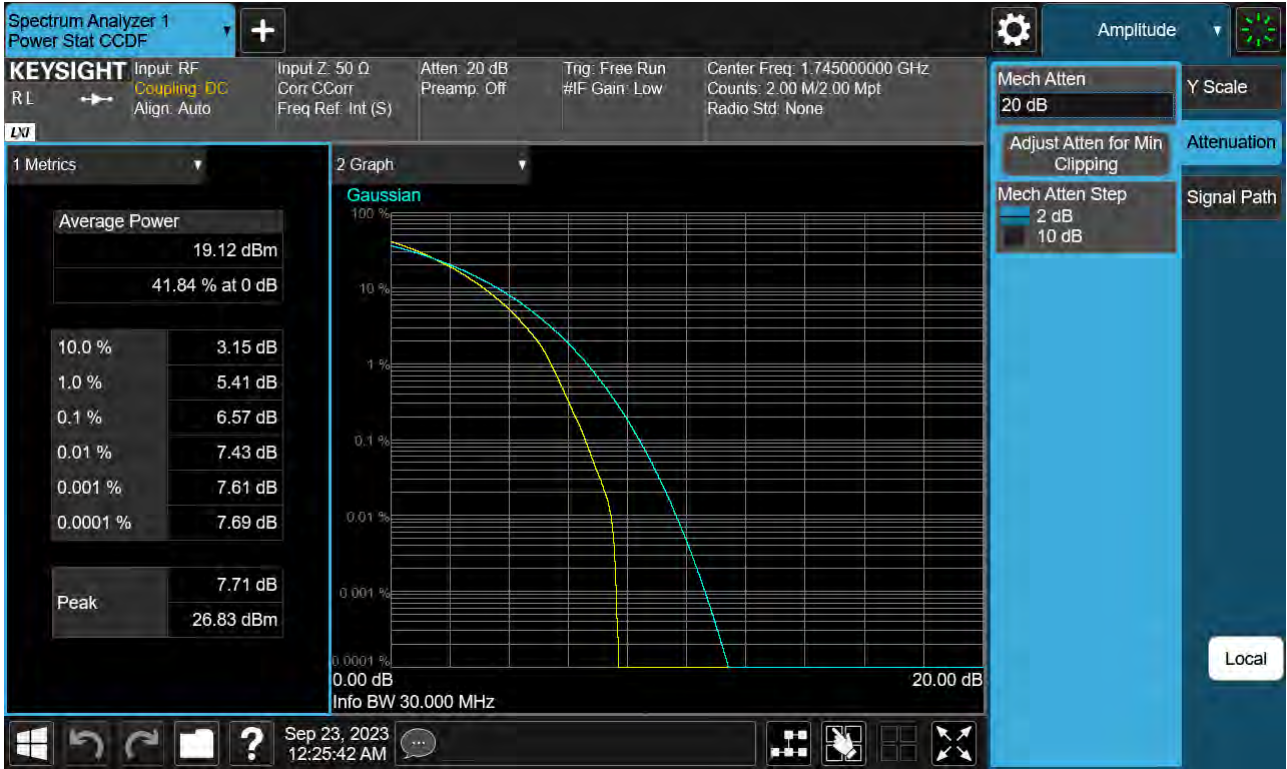 Spectrum Analyzer 1
Power Stat CCDF
+
Amplitude
KEYSIGHT
R L
LXI
Input: RF
Coupling: DC
Align: Auto
Input Z: 50 Ω
Corr CCorr
Freq Ref: Int (S)
Atten: 20 dB
Preamp: Off
Trig: Free Run
#IF Gain: Low
Center Freq: 1.745000000 GHz
Counts: 2.00 M/2.00 Mpt
Radio Std: None
Mech Atten
20 dB
Adjust Atten for Min
Clipping
Mech Atten Step
2 dB
10 dB
Y Scale
Attenuation
Signal Path
Local
1 Metrics
Average Power
19.12 dBm
41.84 % at 0 dB
10.0 % 3.15 dB
1.0 % 5.41 dB
0.1 % 6.57 dB
0.01 % 7.43 dB
0.001 % 7.61 dB
0.0001 % 7.69 dB
Peak
7.71 dB
26.83 dBm
2 Graph
Gaussian
100 %
10 %
1 %
0.1 %
0.01 %
0.001 %
0.0001 %
0.00 dB 20.00 dB
Info BW 30.000 MHz
?
Sep 23, 2023
12:25:42 AM